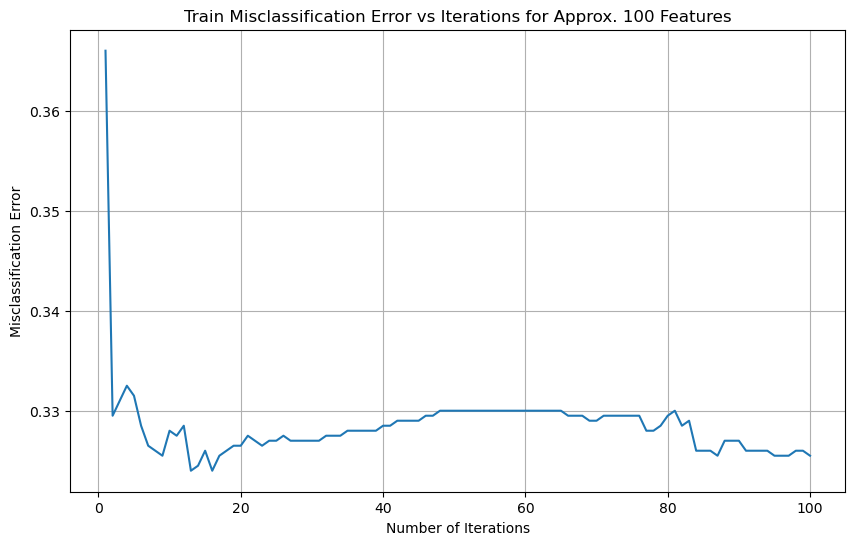 Train Misclassification Error vs Iterations for Approx. 100 Features
Misclassification Error
0.36
0.35
0.34
0.33
0 20 40 60 80 100
Number of Iterations